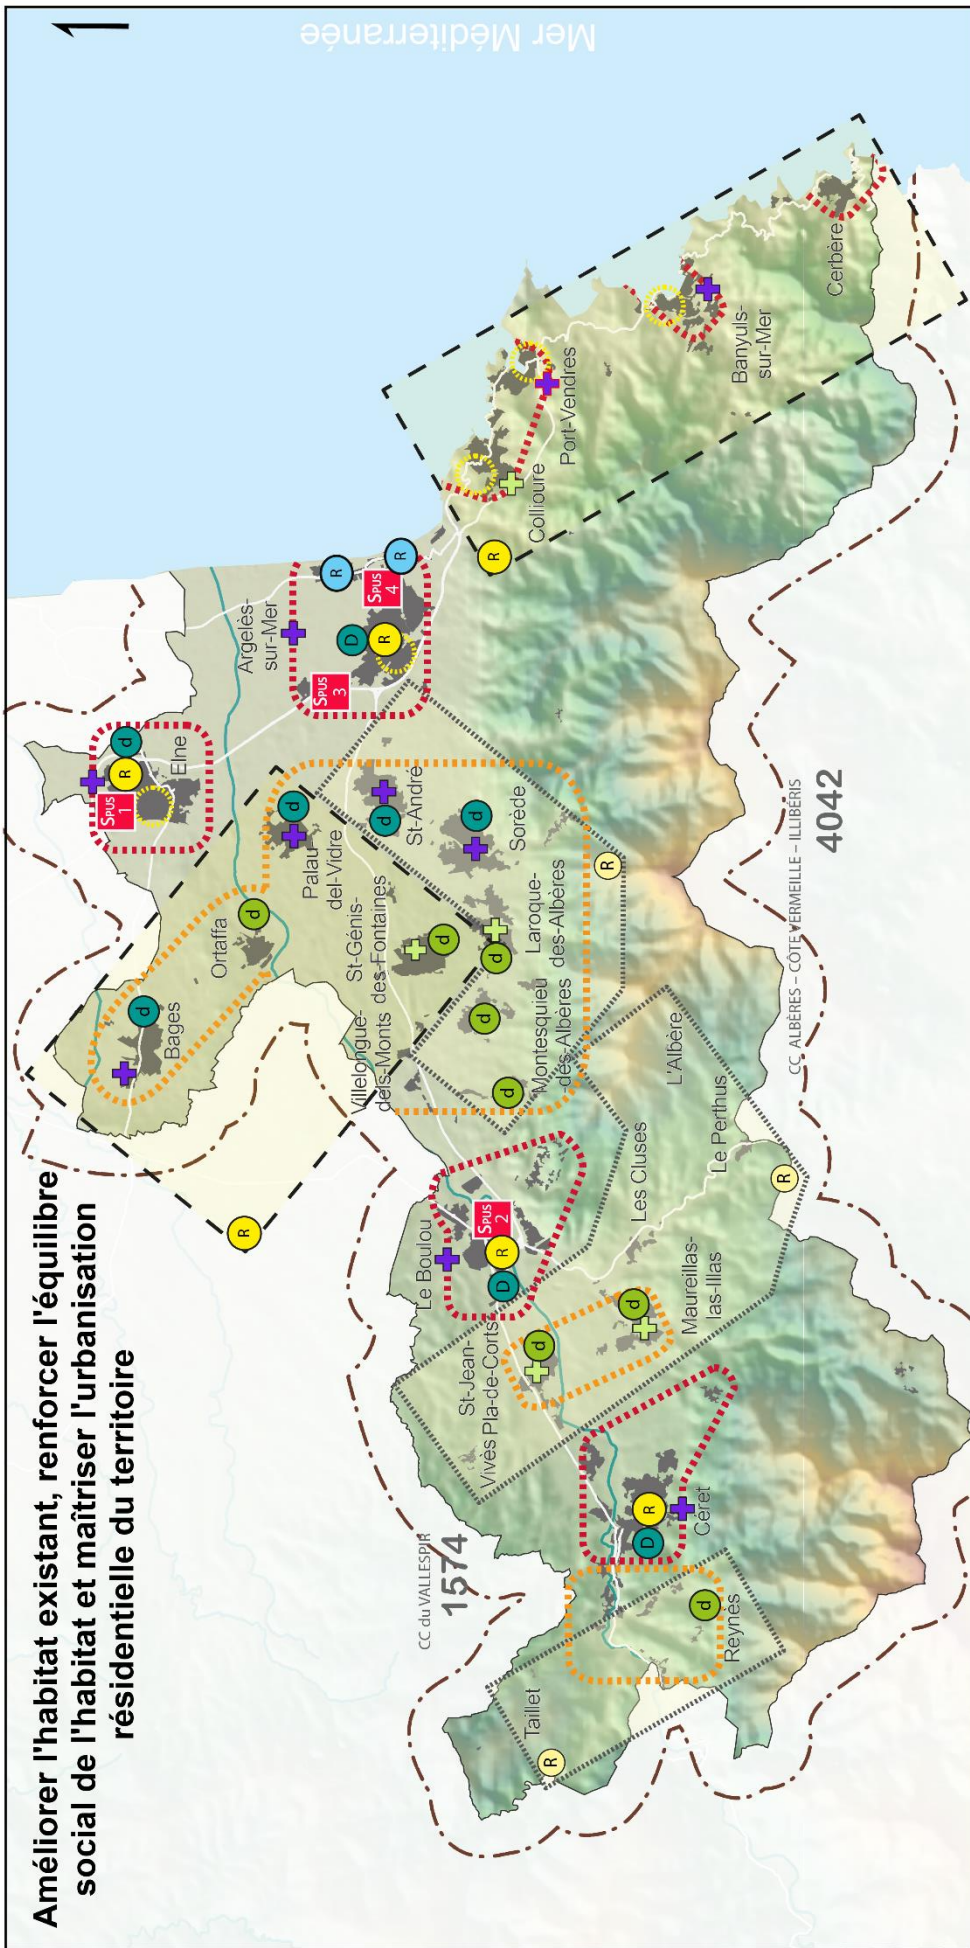 Améliorer l'habitat existant, renforcer l'équilibre
social de l'habitat et maîtriser l'urbanisation
résidentielle du territoire
1
Mer Méditerranée
R
Bages
d
Ortaffa
d
SPUS
1
R
d
Elne
Palau
del-Vidre
d
Argelès-
sur-Mer
SPUS
3
D
R
SPUS
4
R
R
St-André
d
Sorède
d
St-Génis-
des-Fontaines
d
Laroque-
des-Albères
d
Villelongue-
dels-Monts
d
Montesquieu
des-Albères
d
R
R
Collioure
Port-Vendres
Banyuls-
sur-Mer
Cerbère
Le Boulou
SPUS
2
D
R
Les Cluses
L'Albère
Le Perthus
R
St-Jean-
Pla-de-Corts
d
Vivès
Maureillas-
las-Illas
d
Céret
D
R
Reynès
d
Taillet
R
CC du VALLESPIR
1574
CC ALBÈRES – CÔTE VERMEILLE – ILLIBÉRIS
4042